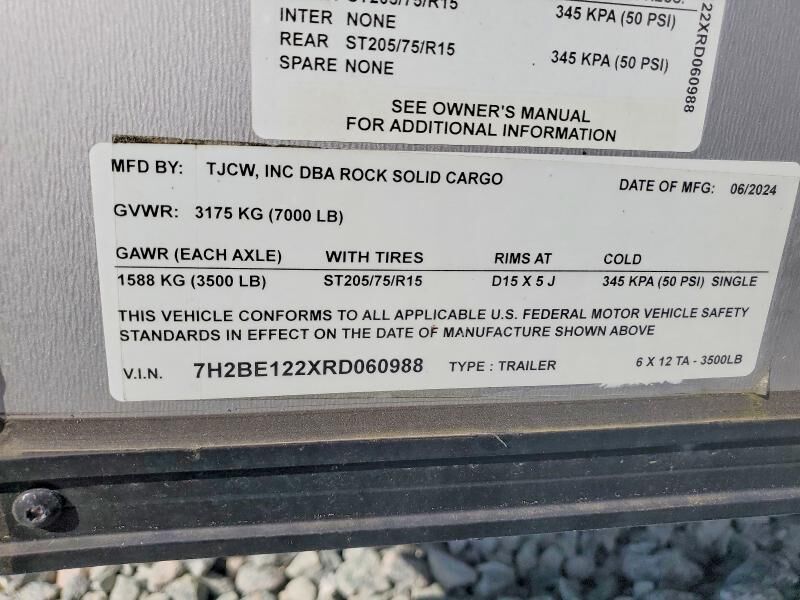 ST205/75/R15
INTER NONE 345 KPA (50 PSI)
REAR ST205/75/R15 345 KPA (50 PSI)
SPARE NONE
22XRD060988
SEE OWNER'S MANUAL
FOR ADDITIONAL INFORMATION
MFD BY: TJCW, INC DBA ROCK SOLID CARGO DATE OF MFG: 06/2024
GVWR: 3175 KG (7000 LB)
GAWR (EACH AXLE) WITH TIRES RIMS AT COLD
1588 KG (3500 LB) ST205/75/R15 D15 X 5 J 345 KPA (50 PSI) SINGLE
THIS VEHICLE CONFORMS TO ALL APPLICABLE U.S. FEDERAL MOTOR VEHICLE SAFETY
STANDARDS IN EFFECT ON THE DATE OF MANUFACTURE SHOWN ABOVE
V.I.N. 7H2BE122XRD060988 TYPE : TRAILER 6 X 12 TA - 3500LB